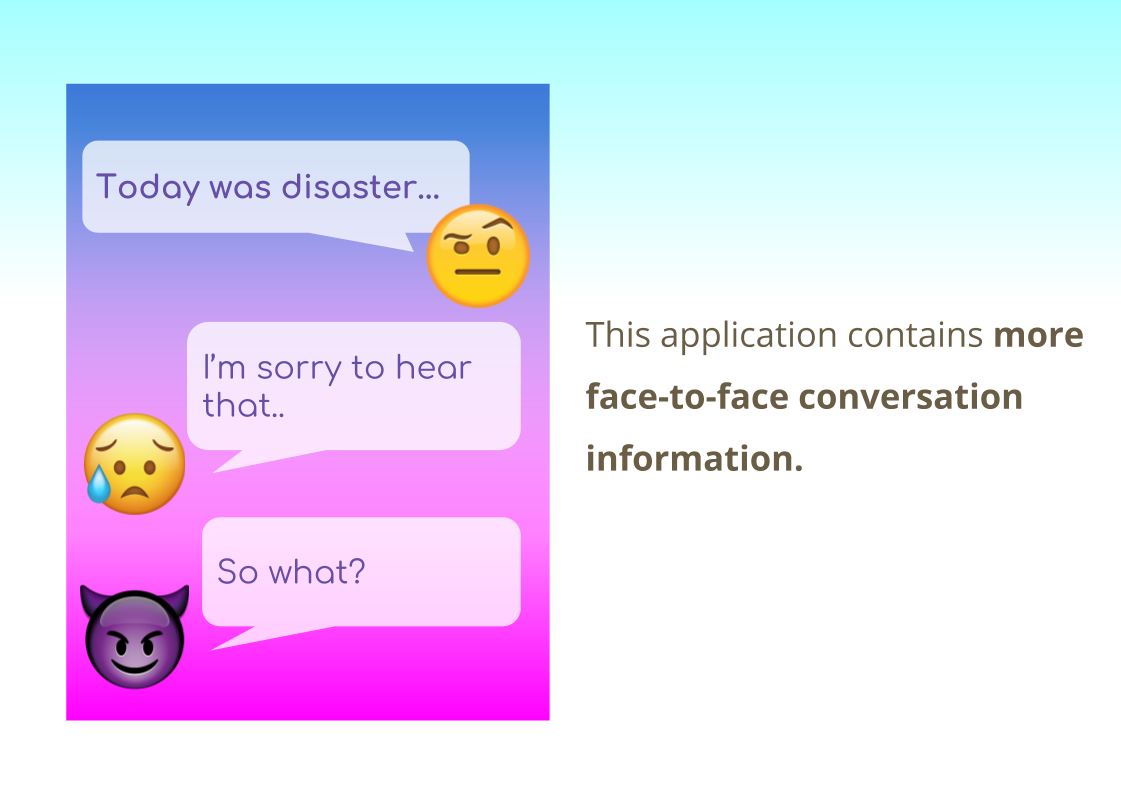 Today was disaster...
I'm sorry to hear
that..
So what?
This application contains more
face-to-face conversation
information.